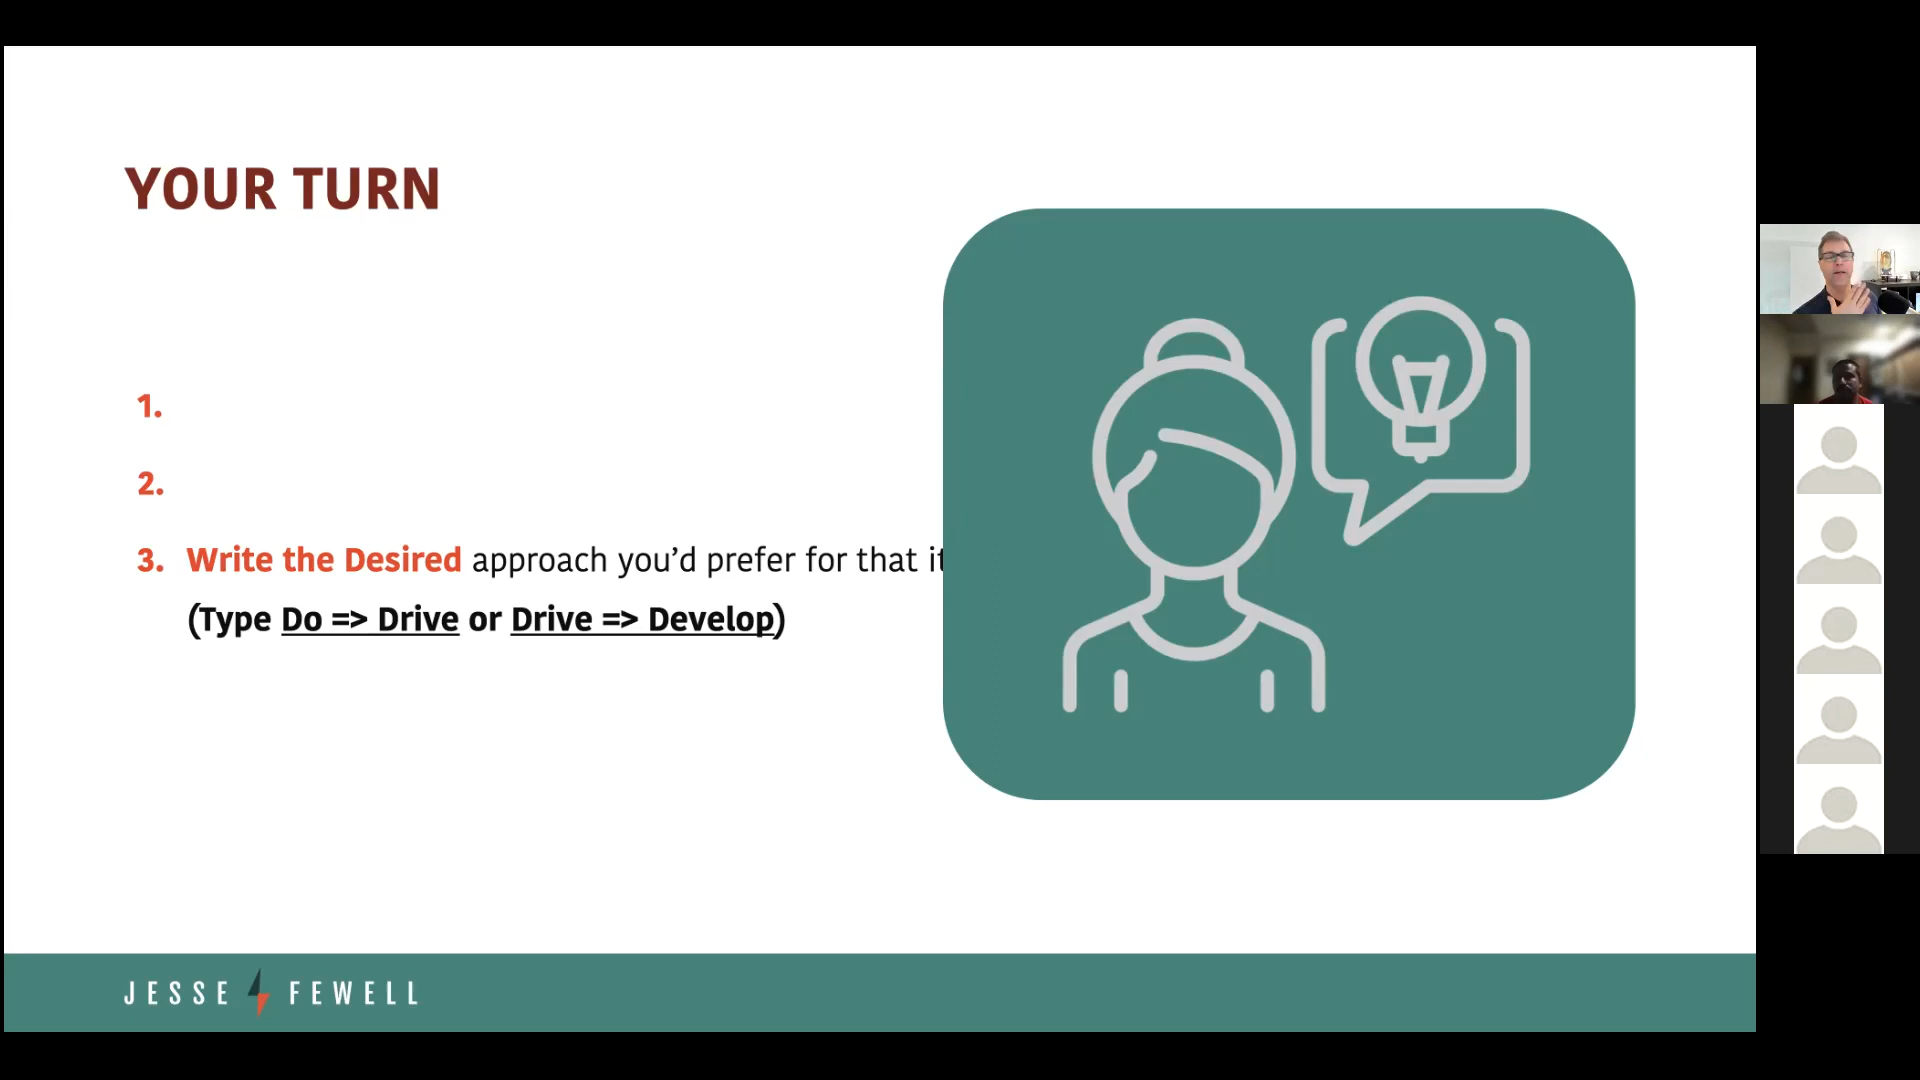 YOUR TURN
1.
2.
3. Write the Desired approach you’d prefer for that it
(Type Do => Drive or Drive => Develop)
JESSE FEWELL